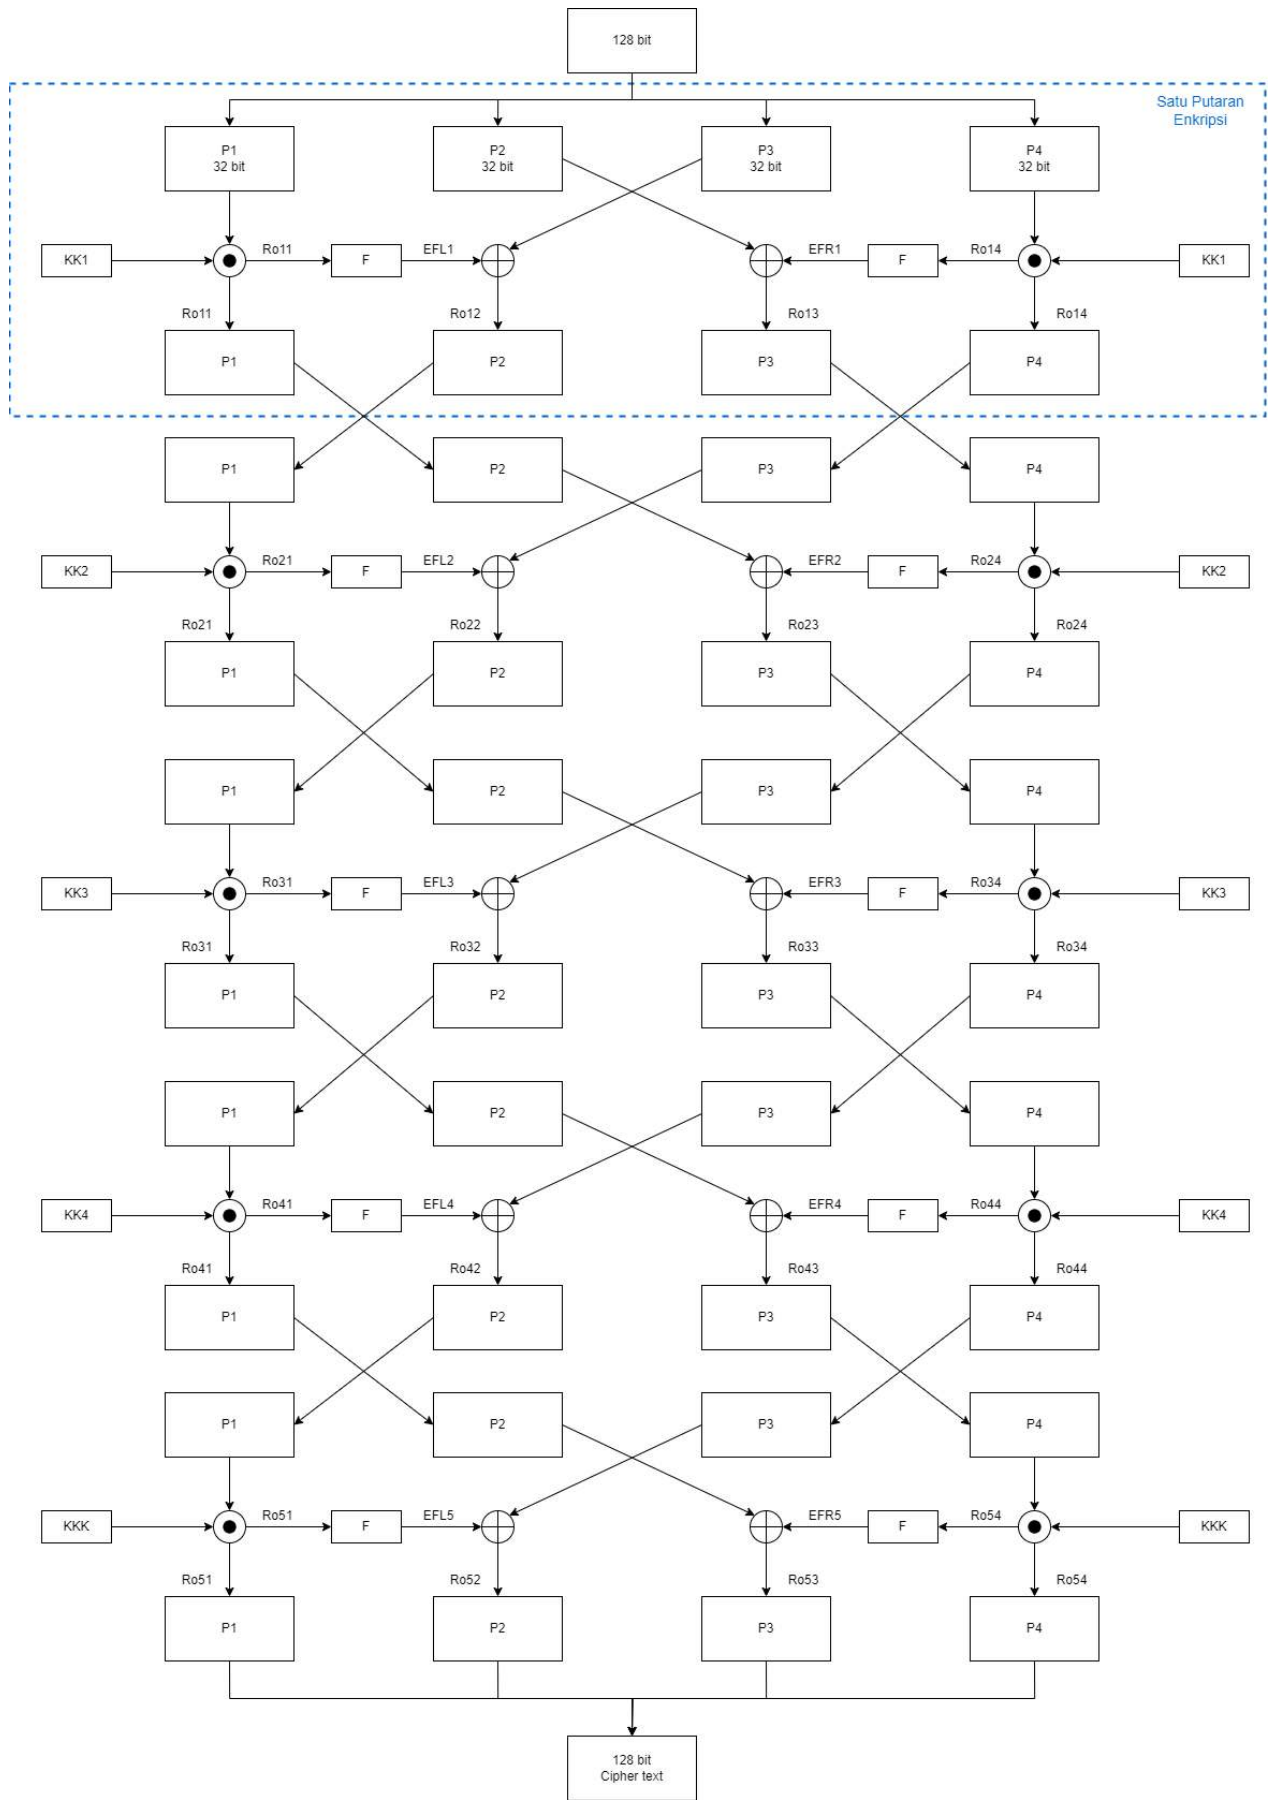 128 bit
Satu Putaran
Enkripsi
P1
32 bit
P2
32 bit
P3
32 bit
P4
32 bit
KK1
Ro11
F
EFL1
EFR1
F
Ro14
KK1
Ro11
Ro12
Ro13
Ro14
P1
P2
P3
P4
P1
P2
P3
P4
KK2
Ro21
F
EFL2
EFR2
F
Ro24
KK2
Ro21
Ro22
Ro23
Ro24
P1
P2
P3
P4
P1
P2
P3
P4
KK3
Ro31
F
EFL3
EFR3
F
Ro34
KK3
Ro31
Ro32
Ro33
Ro34
P1
P2
P3
P4
P1
P2
P3
P4
KK4
Ro41
F
EFL4
EFR4
F
Ro44
KK4
Ro41
Ro42
Ro43
Ro44
P1
P2
P3
P4
P1
P2
P3
P4
KKK
Ro51
F
EFL5
EFR5
F
Ro54
KKK
Ro51
Ro52
Ro53
Ro54
P1
P2
P3
P4
128 bit
Cipher text